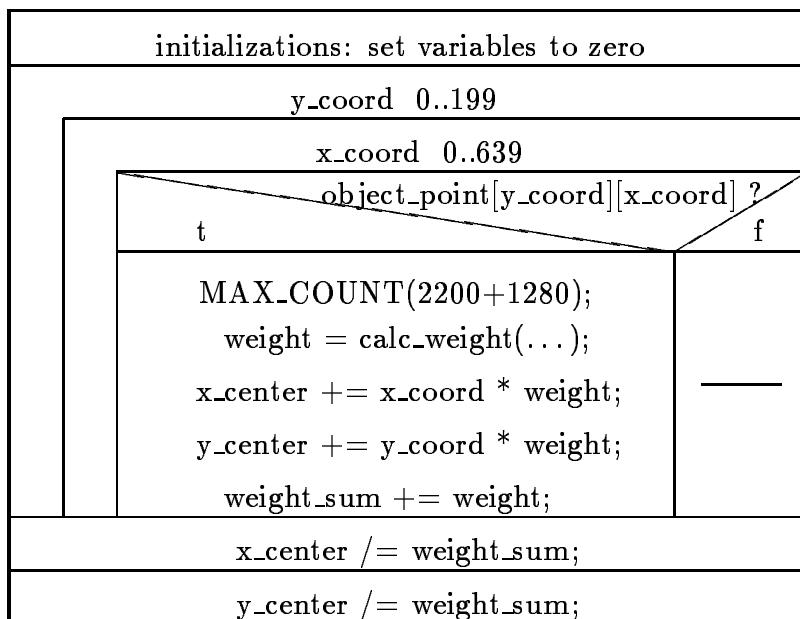 initializations: set variables to zero
y_coord 0..199
x_coord 0..639
object_point[y_coord][x_coord] ?
t f
MAX_COUNT(2200+1280);
weight = calc_weight(...);
x_center += x_coord * weight;
y_center += y_coord * weight;
weight_sum += weight;
x_center /= weight_sum;
y_center /= weight_sum;